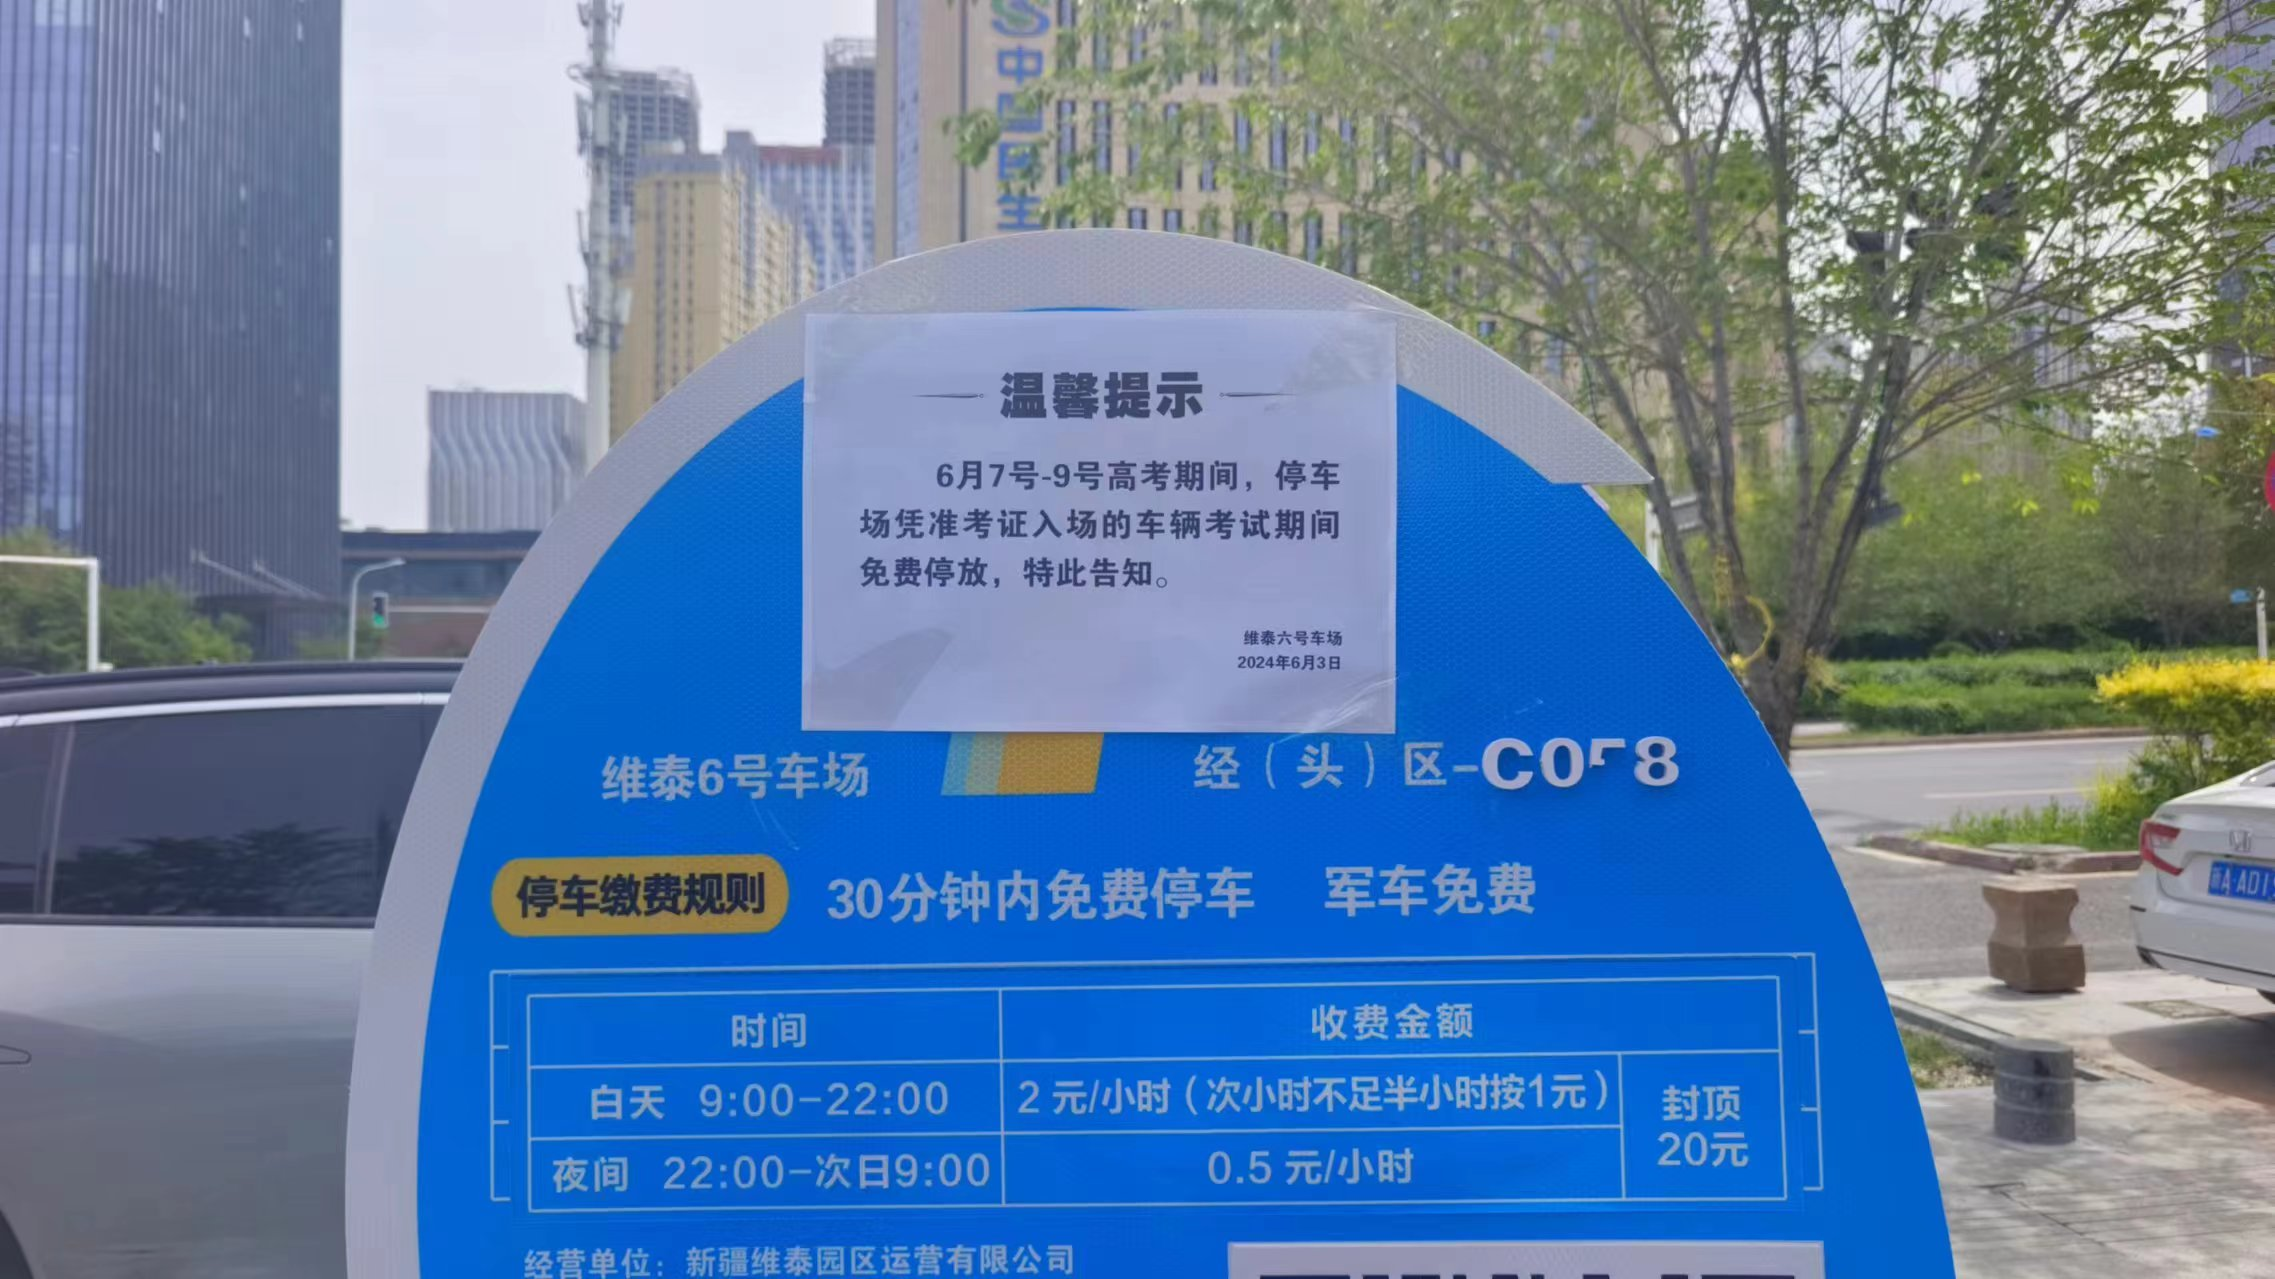 中国民生
温馨提示
6月7号-9号高考期间，停车
场凭准考证入场的车辆考试期间
免费停放，特此告知。
维泰六号车场
2024年6月3日
维泰6号车场
经（头）区-C058
停车缴费规则 30分钟内免费停车 军车免费
时间 收费金额
白天 9:00-22:00 2 元/小时（次小时不足半小时按1元） 封顶
20元
夜间 22:00-次日9:00 0.5 元/小时
经营单位：新疆维泰园区运营有限公司